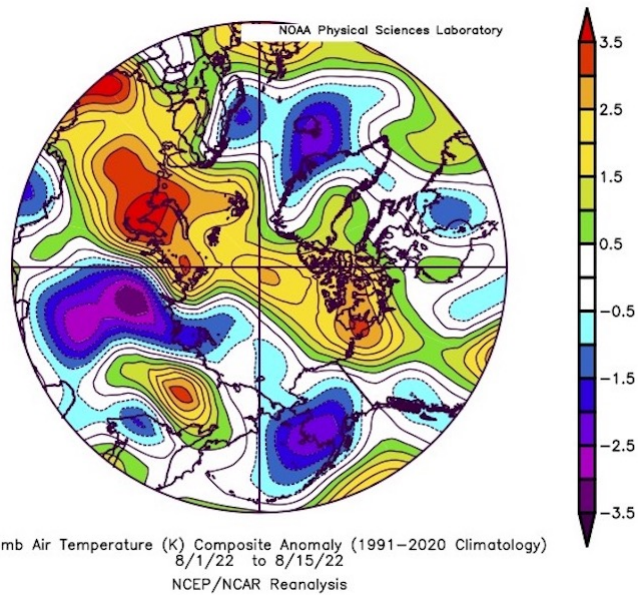 NOAA Physical Sciences Laboratory
3.5
2.5
1.5
0.5
−0.5
−1.5
−2.5
−3.5
mb Air Temperature (K) Composite Anomaly (1991−2020 Climatology)
8/1/22 to 8/15/22
NCEP/NCAR Reanalysis